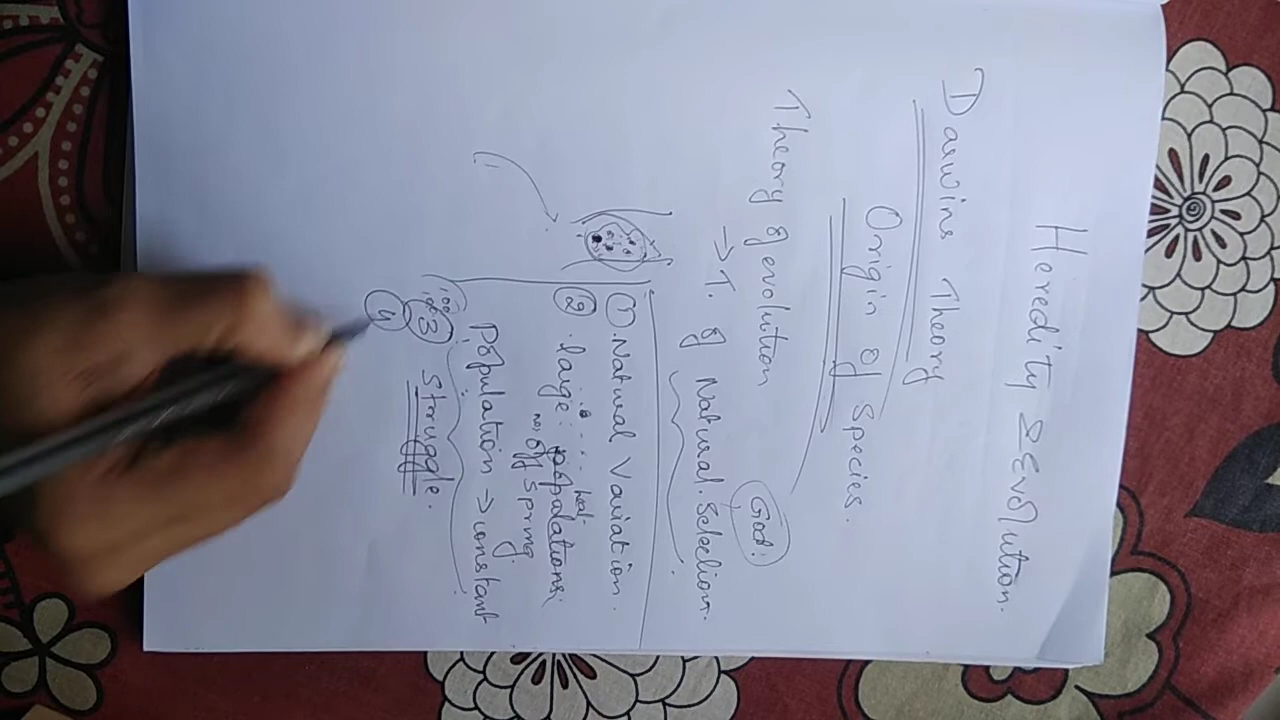 Heredity & Evolution.
Darwins Theory
Origin of Species.
Theory of evolution
God:
→ T. of Natural. Selection.
① . Natural Variation.
② . large: populations;
no. off spring.
Population → constant
③ Struggle.
④